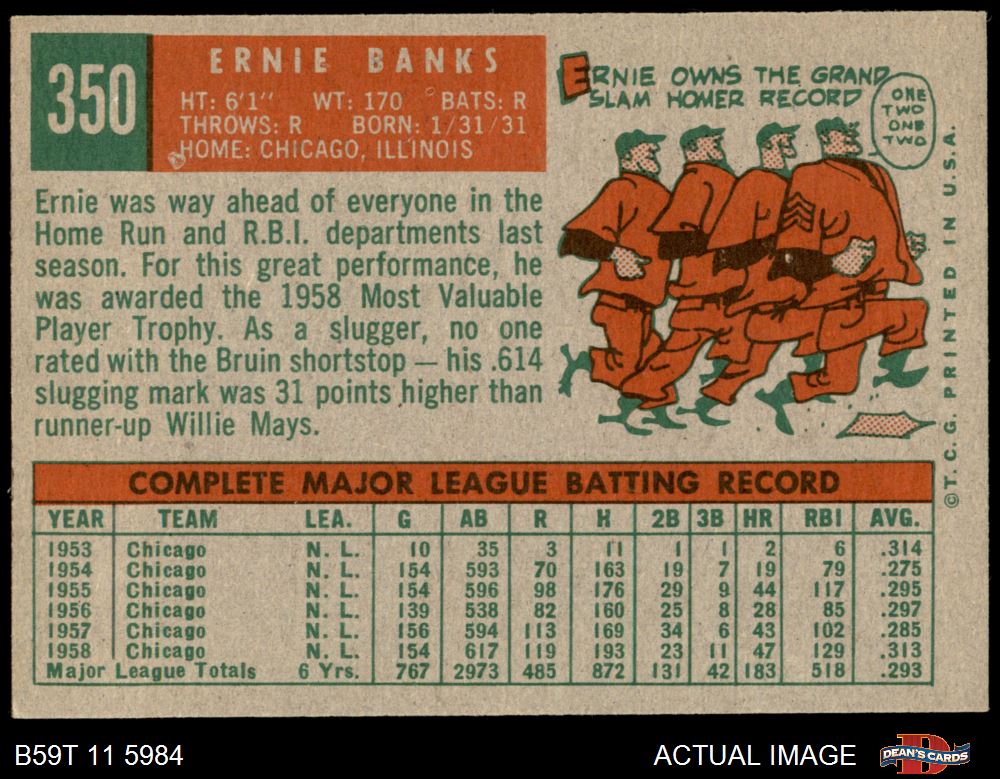 350
ERNIE BANKS
HT: 6'1" WT: 170 BATS: R
THROWS: R BORN: 1/31/31
HOME: CHICAGO, ILLINOIS
ERNIE OWNS THE GRAND
SLAM HOMER RECORD
ONE
TWO
ONE
TWO
Ernie was way ahead of everyone in the
Home Run and R.B.I. departments last
season. For this great performance, he
was awarded the 1958 Most Valuable
Player Trophy. As a slugger, no one
rated with the Bruin shortstop — his .614
slugging mark was 31 points higher than
runner-up Willie Mays.
©T.C.G. PRINTED IN U.S.A.
COMPLETE MAJOR LEAGUE BATTING RECORD
YEAR TEAM LEA. G AB R H 2B 3B HR RBI AVG.
1953 Chicago N. L. 10 35 3 11 1 1 2 6 .314
1954 Chicago N. L. 154 593 70 163 19 7 19 79 .275
1955 Chicago N. L. 154 596 98 176 29 9 44 117 .295
1956 Chicago N. L. 139 538 82 160 25 8 28 85 .297
1957 Chicago N. L. 156 594 113 169 34 6 43 102 .285
1958 Chicago N. L. 154 617 119 193 23 11 47 129 .313
Major League Totals 6 Yrs. 767 2973 485 872 131 42 183 518 .293
B59T 11 5984
ACTUAL IMAGE
D
DEAN'S CARDS